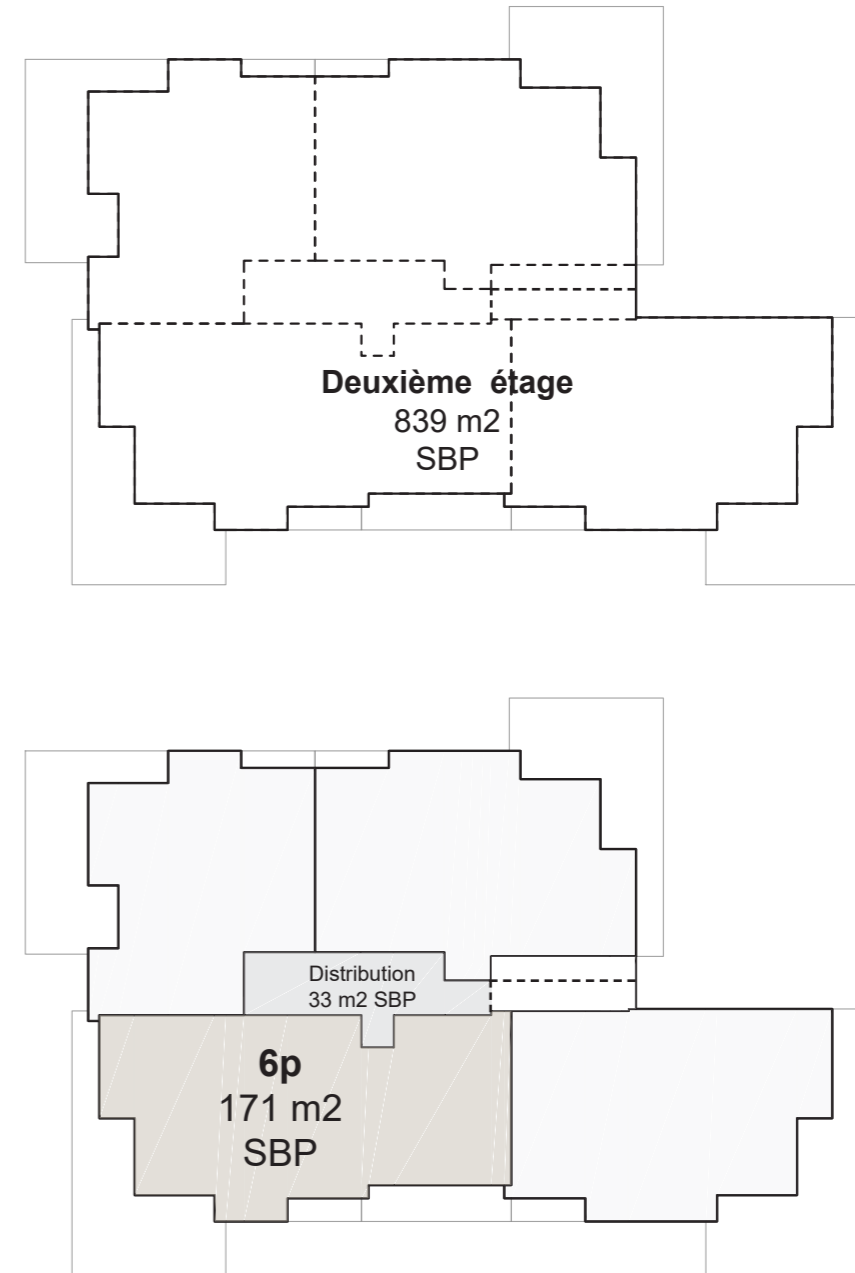 Deuxième étage
839 m2
SBP
Distribution
33 m2 SBP
6p
171 m2
SBP